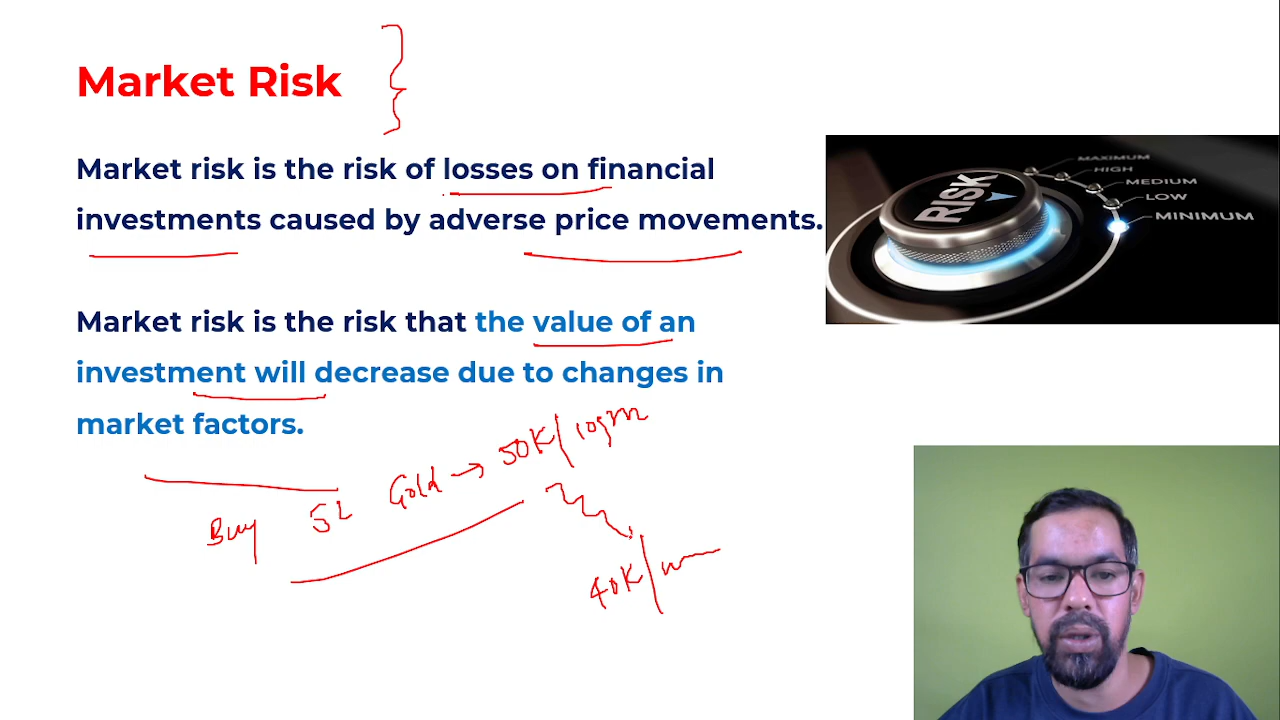 Market Risk
Market risk is the risk of losses on financial
investments caused by adverse price movements.
RISK
MAXIMUM
HIGH
MEDIUM
LOW
MINIMUM
Market risk is the risk that the value of an
investment will decrease due to changes in
market factors.
Buy 5L Gold → 50K/10gm
40K/